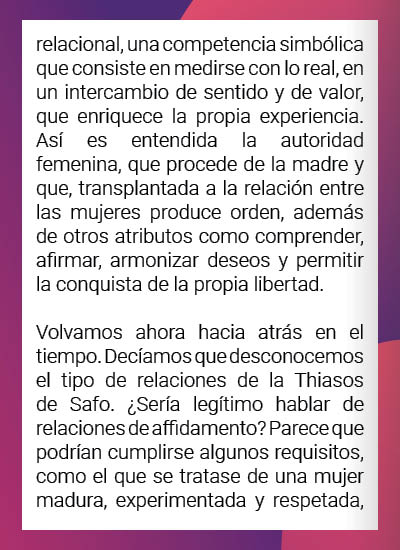 relacional, una competencia simbólica
que consiste en medirse con lo real, en
un intercambio de sentido y de valor,
que enriquece la propia experiencia.
Así es entendida la autoridad
femenina, que procede de la madre y
que, transplantada a la relación entre
las mujeres produce orden, además
de otros atributos como comprender,
afirmar, armonizar deseos y permitir
la conquista de la propia libertad.

Volvamos ahora hacia atrás en el
tiempo. Decíamos que desconocemos
el tipo de relaciones de la Thiasos
de Safo. ¿Sería legítimo hablar de
relaciones de affidamento? Parece que
podrían cumplirse algunos requisitos,
como el que se tratase de una mujer
madura, experimentada y respetada,